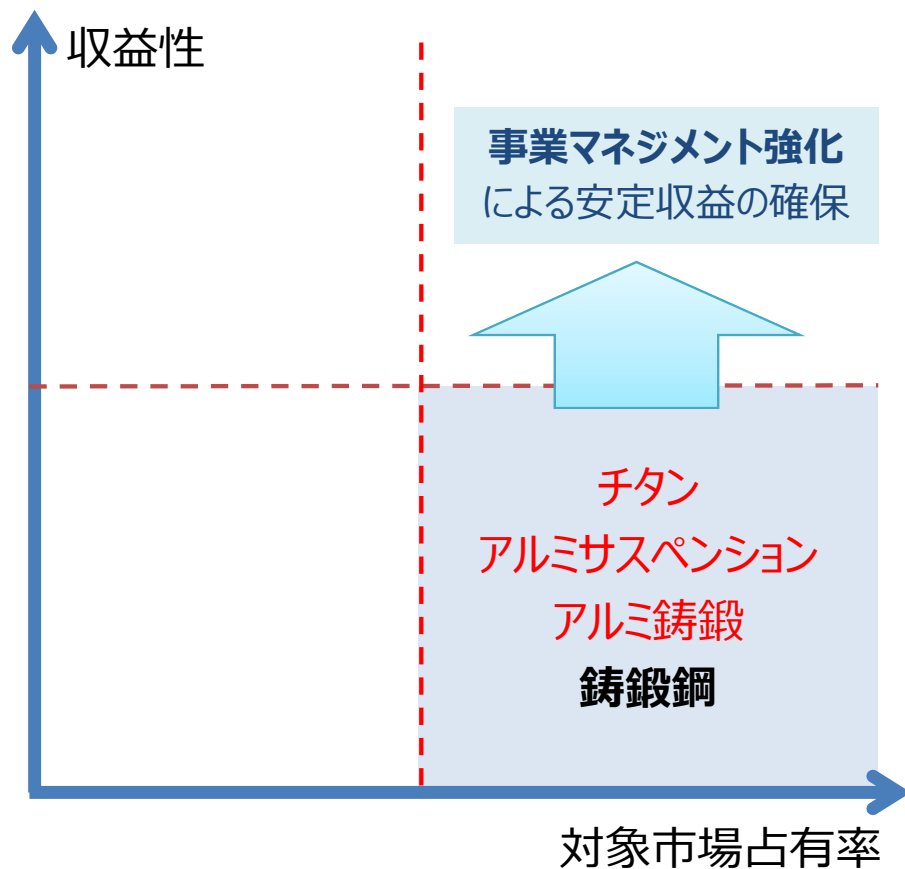 収益性
事業マネジメント強化
による安定収益の確保
チタン
アルミサスペンション
アルミ鋳鍛
鋳鍛鋼
対象市場占有率